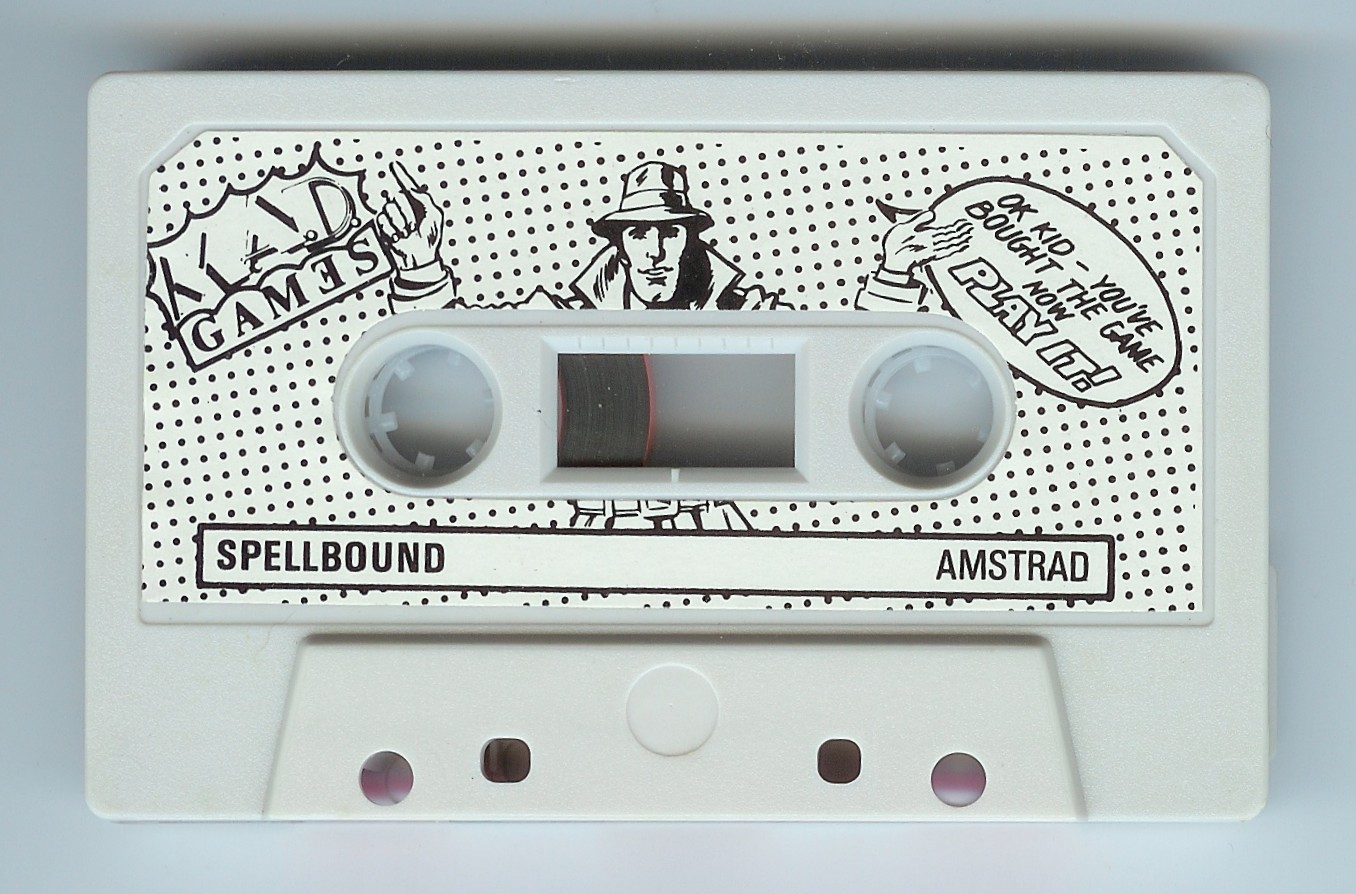 M.A.D.
GAMES
OK KID - YOU'VE
BOUGHT THE GAME
NOW
PLAY IT!
SPELLBOUND
AMSTRAD